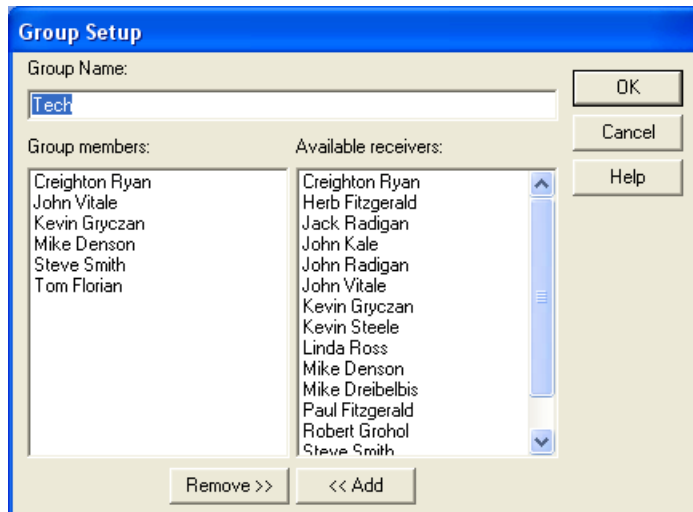 Group Setup
Group Name:
OK
Tech
Cancel
Group members:
Available receivers:
Help
Creighton Ryan
John Vitale
Kevin Gryczan
Mike Denson
Steve Smith
Tom Florian
Creighton Ryan
Herb Fitzgerald
Jack Radigan
John Kale
John Radigan
John Vitale
Kevin Gryczan
Kevin Steele
Linda Ross
Mike Denson
Mike Dreibelbis
Paul Fitzgerald
Robert Grohol
Steve Smith
Remove >>
<< Add